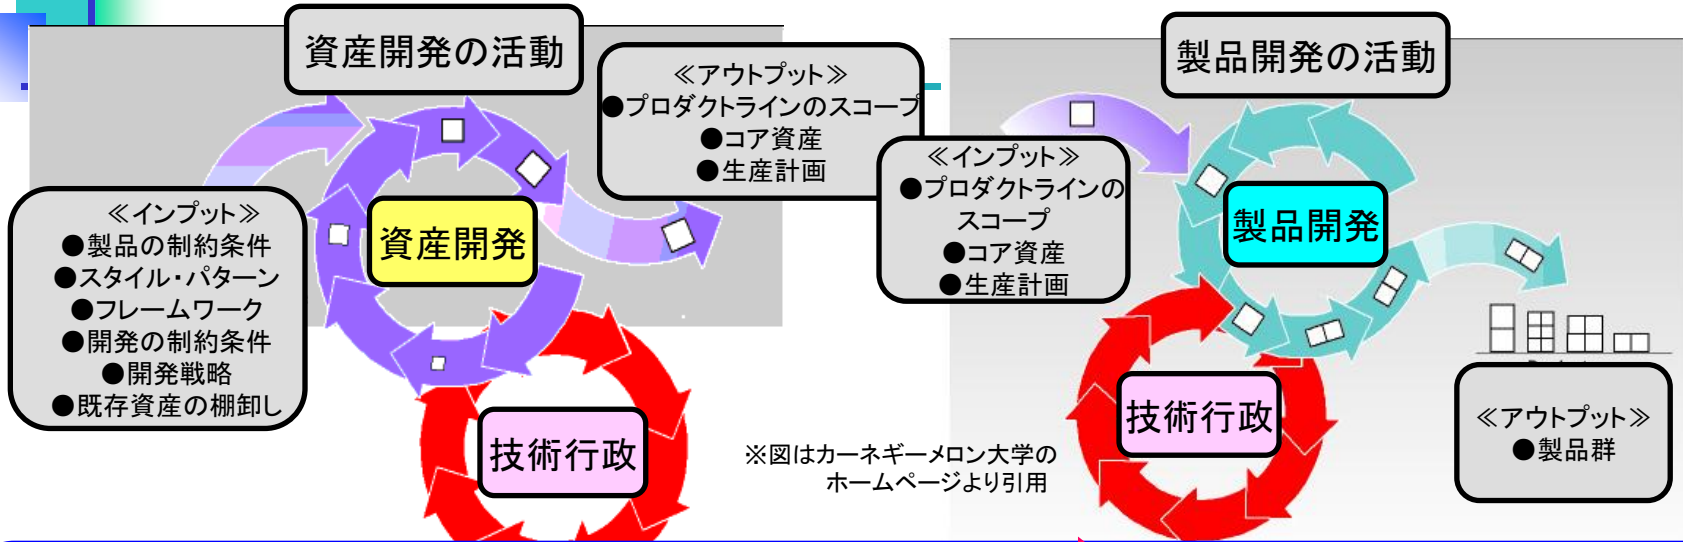 資産開発の活動
≪アウトプット≫
●プロダクトラインのスコープ
●コア資産
●生産計画
≪インプット≫
●製品の制約条件
●スタイル・パターン
●フレームワーク
●開発の制約条件
●開発戦略
●既存資産の棚卸し
資産開発
技術行政
※図はカーネギーメロン大学の
ホームページより引用
製品開発の活動
≪インプット≫
●プロダクトラインの
スコープ
●コア資産
●生産計画
製品開発
技術行政
≪アウトプット≫
●製品群